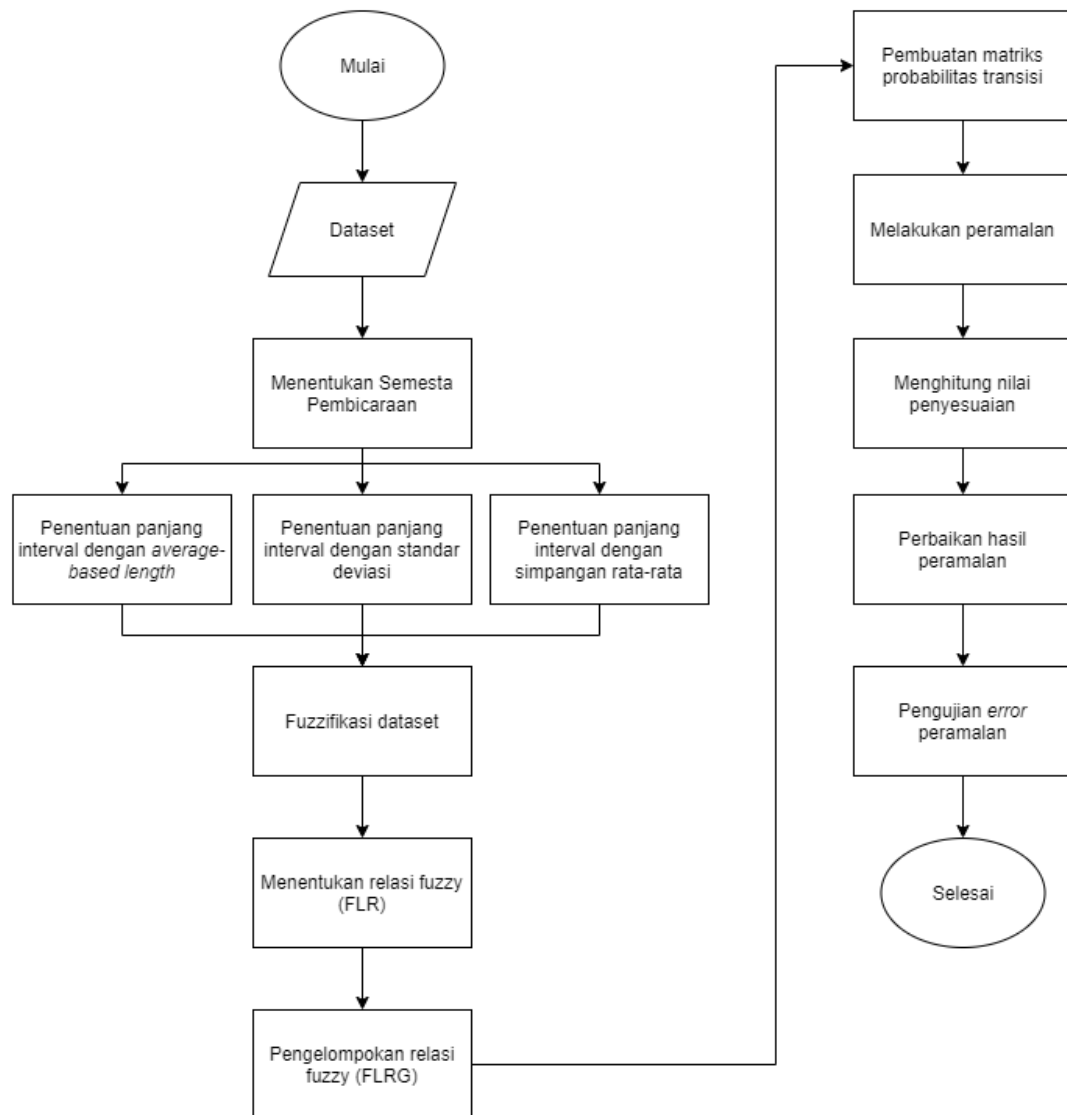 Mulai
Dataset
Menentukan Semesta
Pembicaraan
Penentuan panjang
interval dengan average-
based length
Penentuan panjang
interval dengan standar
deviasi
Penentuan panjang
interval dengan
simpangan rata-rata
Fuzzifikasi dataset
Menentukan relasi fuzzy
(FLR)
Pengelompokan relasi
fuzzy (FLRG)
Pembuatan matriks
probabilitas transisi
Melakukan peramalan
Menghitung nilai
penyesuaian
Perbaikan hasil
peramalan
Pengujian error
peramalan
Selesai